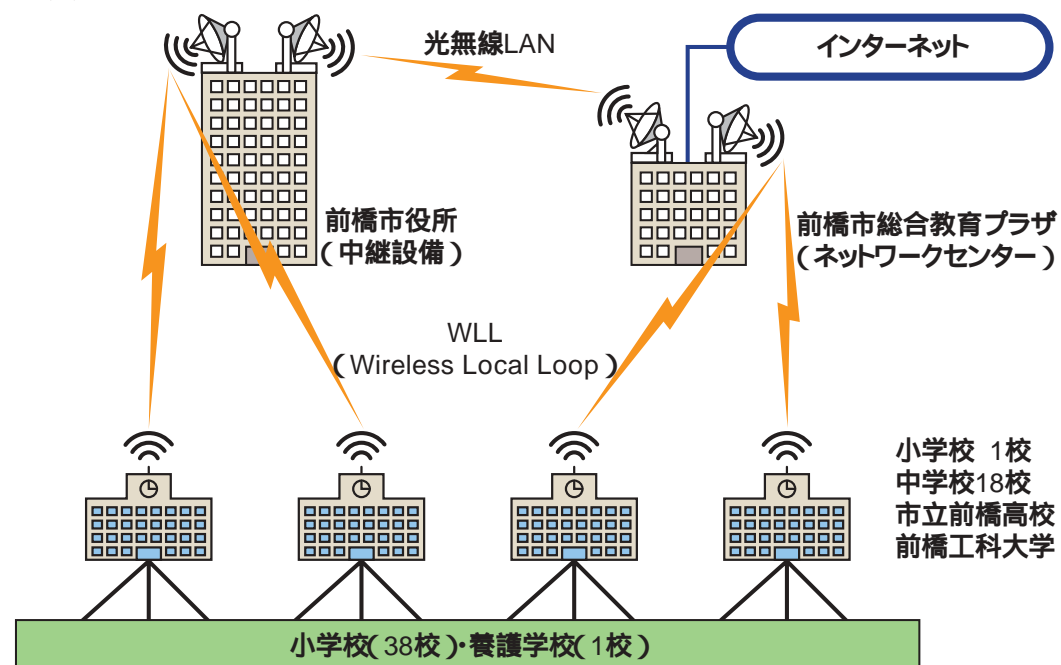 光無線LAN
インターネット
前橋市役所
(中継設備)
前橋市総合教育プラザ
(ネットワークセンター)
WLL
(Wireless Local Loop)
小学校 1校
中学校18校
市立前橋高校
前橋工科大学
小学校(38校)・養護学校(1校)